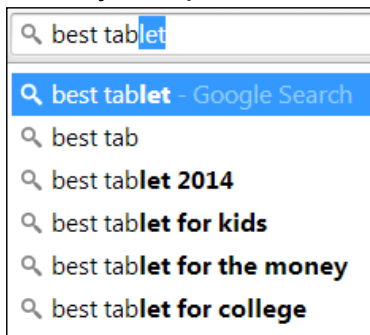 best tablet
best tablet - Google Search
best tab
best tablet 2014
best tablet for kids
best tablet for the money
best tablet for college